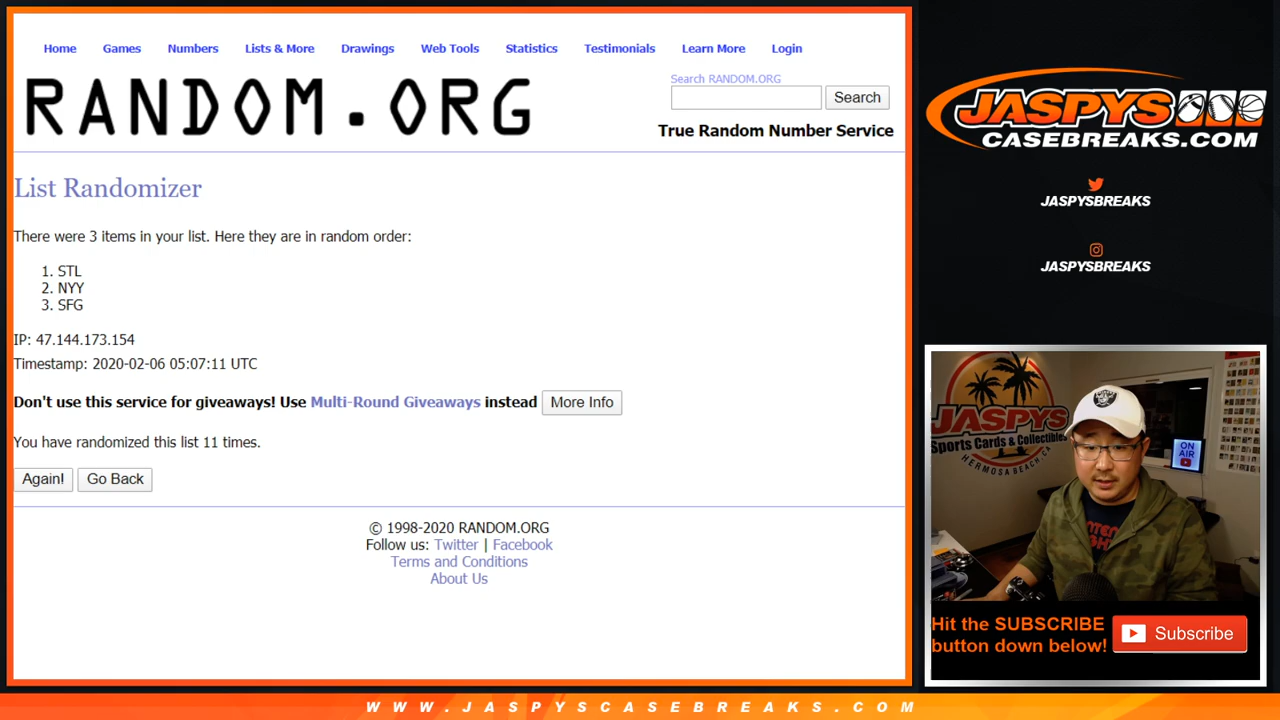 Home Games Numbers Lists & More Drawings Web Tools Statistics Testimonials Learn More Login
RANDOM.ORG
Search RANDOM.ORG
Search
True Random Number Service
List Randomizer
There were 3 items in your list. Here they are in random order:
1. STL
2. NYY
3. SFG
IP: 47.144.173.154
Timestamp: 2020-02-06 05:07:11 UTC
Don't use this service for giveaways! Use Multi-Round Giveaways instead More Info
You have randomized this list 11 times.
Again! Go Back
© 1998-2020 RANDOM.ORG
Follow us: Twitter | Facebook
Terms and Conditions
About Us
JASPYS
CASEBREAKS.COM
JASPYSBREAKS
JASPYSBREAKS
JASPYS
Sports Cards & Collectibles
HERMOSA BEACH, CA
ON
AIR
Hit the SUBSCRIBE
button down below!
Subscribe
WWW.JASPYSCASEBREAKS.COM